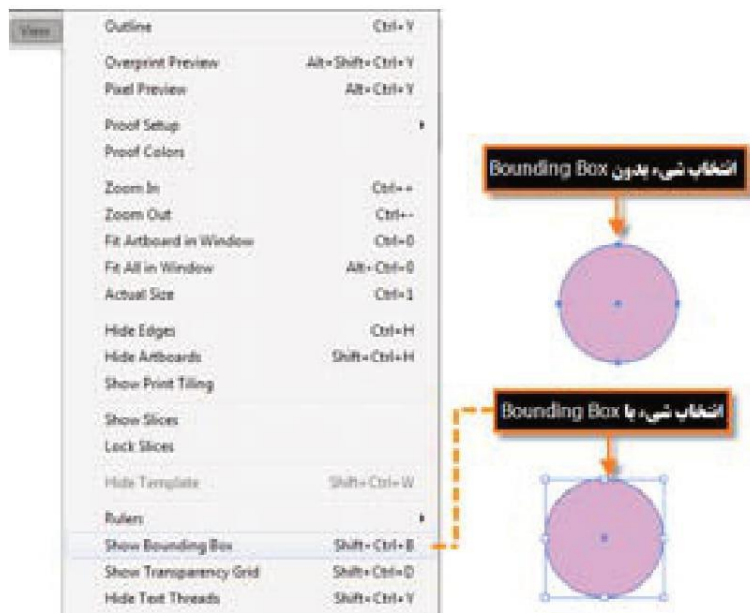 View
Outline Ctrl+Y
Overprint Preview Alt+Shift+Ctrl+Y
Pixel Preview Alt+Ctrl+Y
Proof Setup
Proof Colors
Zoom In Ctrl++
Zoom Out Ctrl+-
Fit Artboard in Window Ctrl+0
Fit All in Window Alt+Ctrl+0
Actual Size Ctrl+1
Hide Edges Ctrl+H
Hide Artboards Shift+Ctrl+H
Show Print Tiling
Show Slices
Lock Slices
Hide Template Shift+Ctrl+W
Rulers
Show Bounding Box Shift+Ctrl+B
Show Transparency Grid Shift+Ctrl+D
Hide Text Threads Shift+Ctrl+Y
انتخاب شیء بدون Bounding Box
انتخاب شیء با Bounding Box